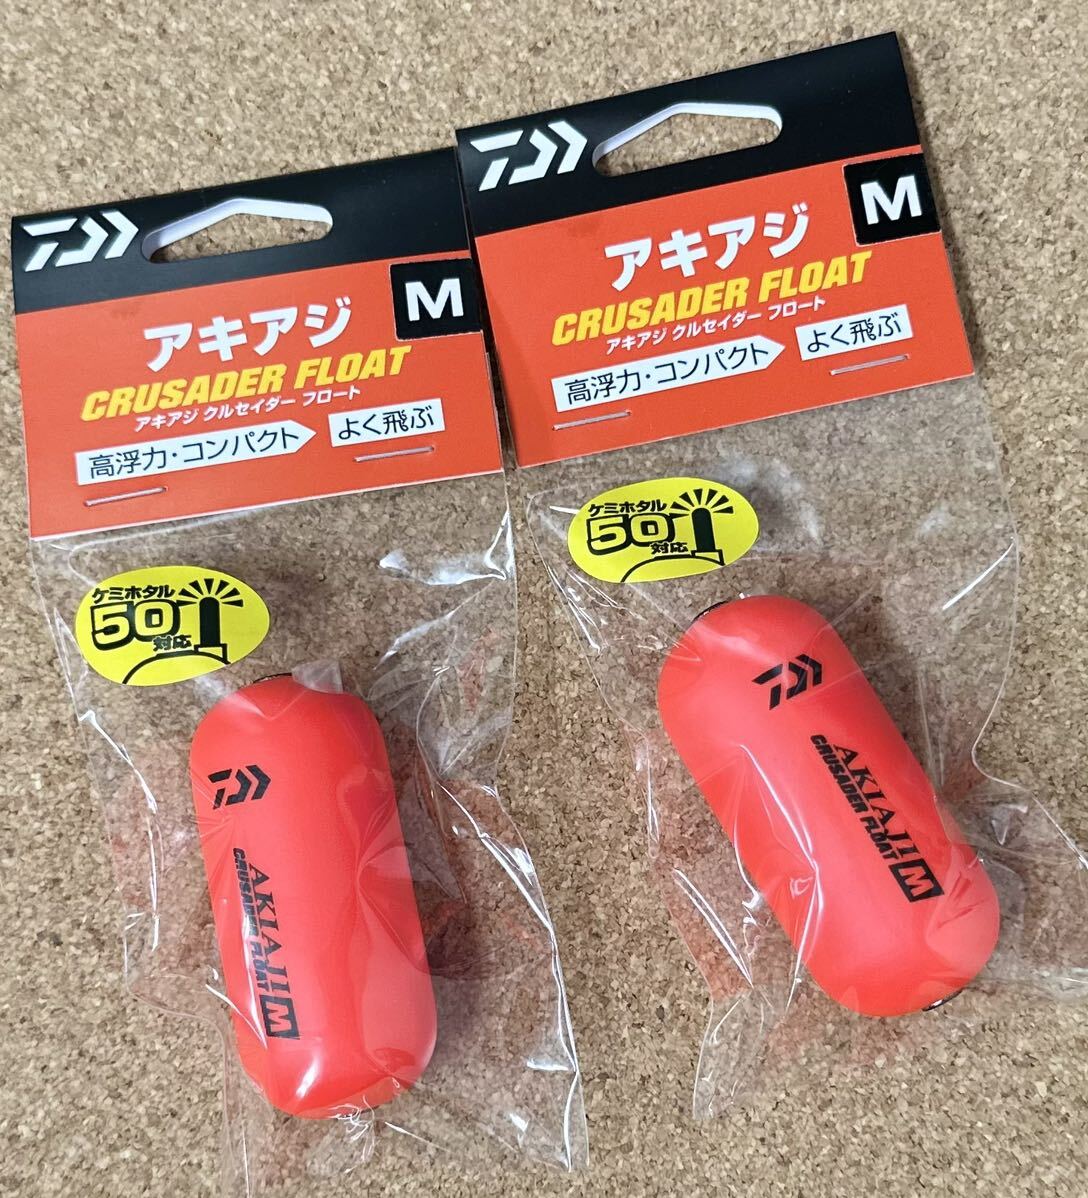 M
アキアジ
CRUSADER FLOAT
アキアジ クルセイダー フロート
高浮力・コンパクト
よく飛ぶ
ケミホタル
50
対応
AKIAJI
CRUSADER FLOAT
M
M
アキアジ
CRUSADER FLOAT
アキアジ クルセイダー フロート
高浮力・コンパクト
よく飛ぶ
ケミホタル
50
対応
AKIAJI
CRUSADER FLOAT
M